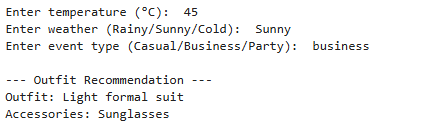 Enter temperature (°C):  45
Enter weather (Rainy/Sunny/Cold):  Sunny
Enter event type (Casual/Business/Party):  business
--- Outfit Recommendation ---
Outfit: Light formal suit
Accessories: Sunglasses